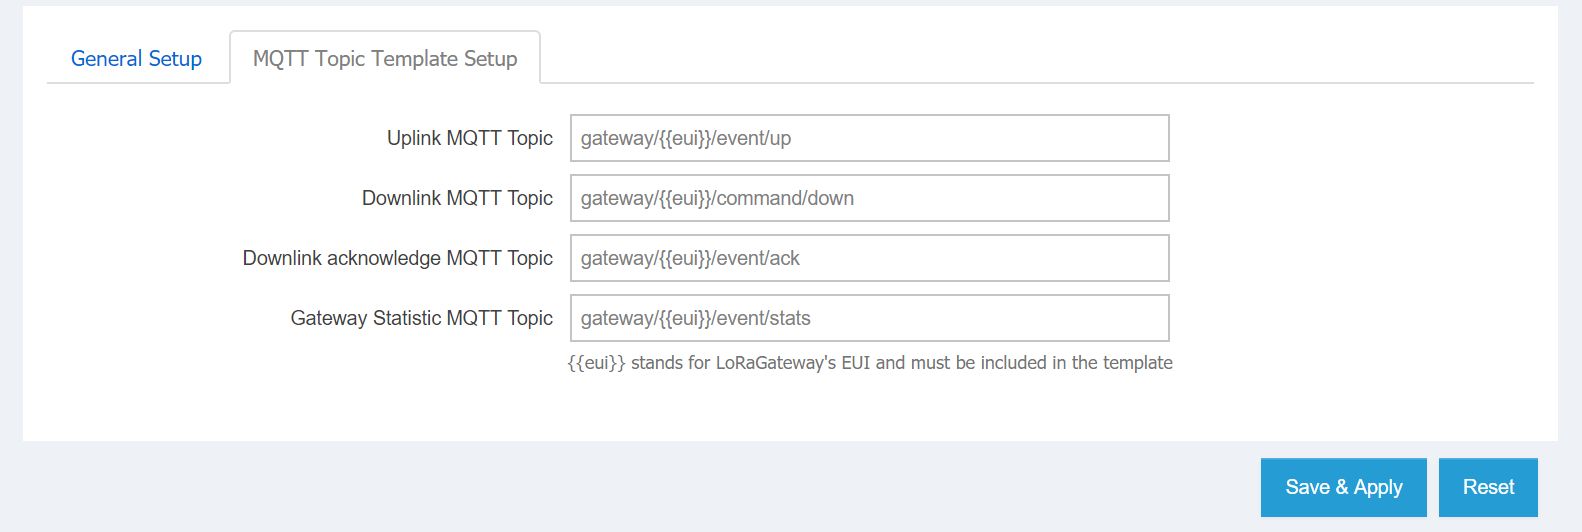 General Setup
MQTT Topic Template Setup
Uplink MQTT Topic gateway/{{eui}}/event/up
Downlink MQTT Topic gateway/{{eui}}/command/down
Downlink acknowledge MQTT Topic gateway/{{eui}}/event/ack
Gateway Statistic MQTT Topic gateway/{{eui}}/event/stats
{{eui}} stands for LoRaGateway's EUI and must be included in the template
Save & Apply
Reset